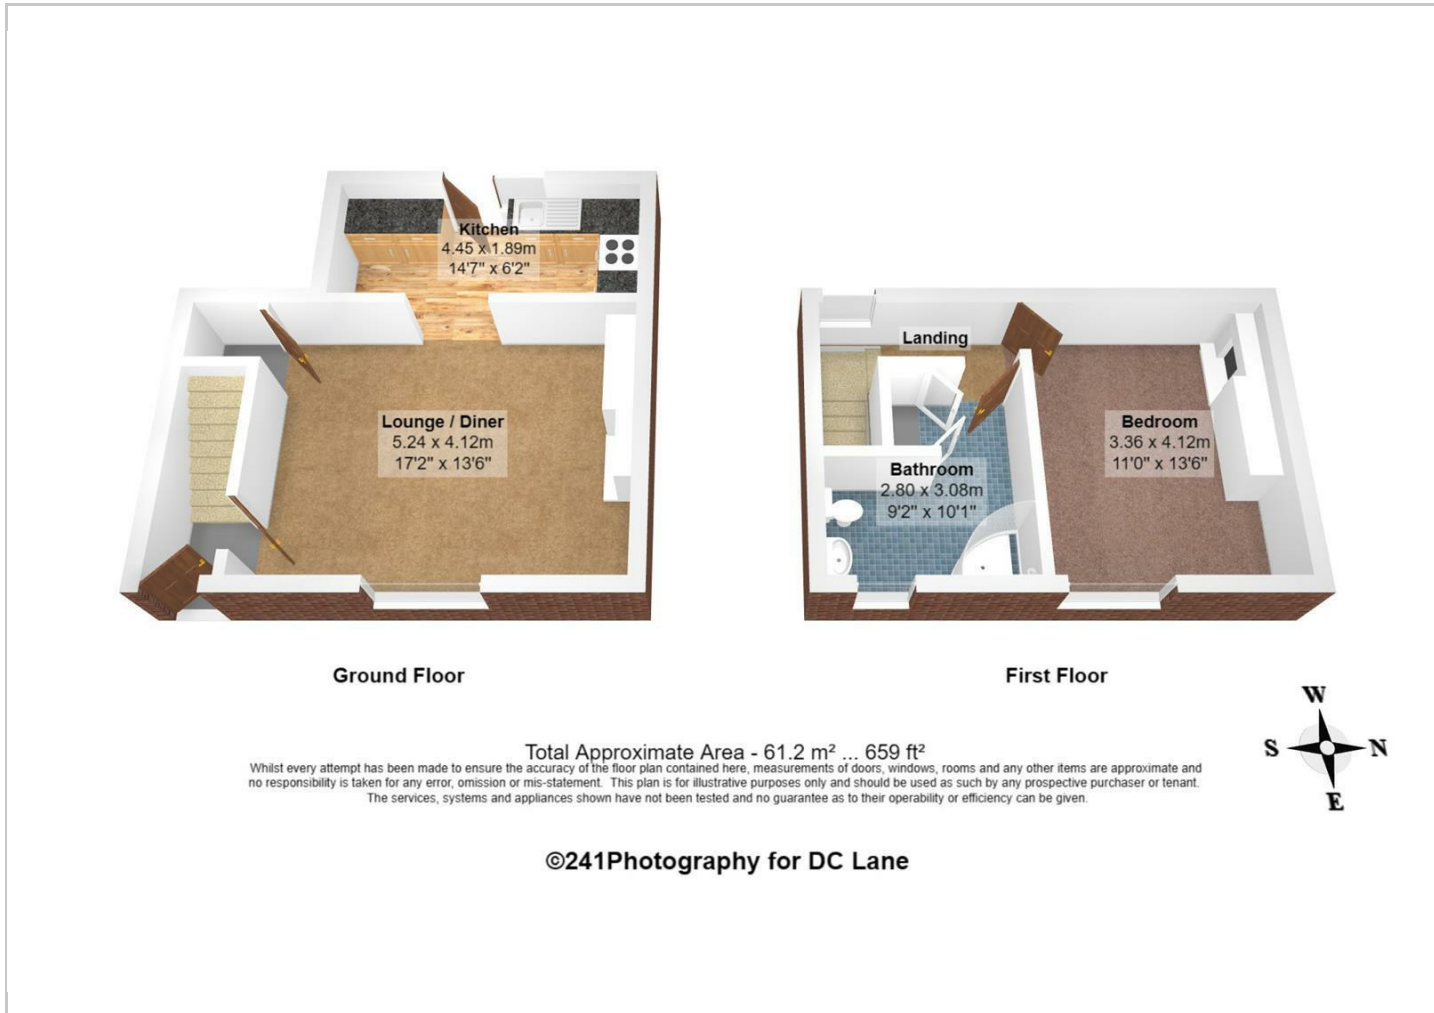 Kitchen
4.45 x 1.89m
14'7" x 6'2"
Lounge / Diner
5.24 x 4.12m
17'2" x 13'6"
Landing
Bedroom
3.36 x 4.12m
11'0" x 13'6"
Bathroom
2.80 x 3.08m
9'2" x 10'1"
Ground Floor
First Floor
W
S N
E
Total Approximate Area - 61.2 m² ... 659 ft²
Whilst every attempt has been made to ensure the accuracy of the floor plan contained here, measurements of doors, windows, rooms and any other items are approximate and
no responsibility is taken for any error, omission or mis-statement. This plan is for illustrative purposes only and should be used as such by any prospective purchaser or tenant.
The services, systems and appliances shown have not been tested and no guarantee as to their operability or efficiency can be given.
©241Photography for DC Lane